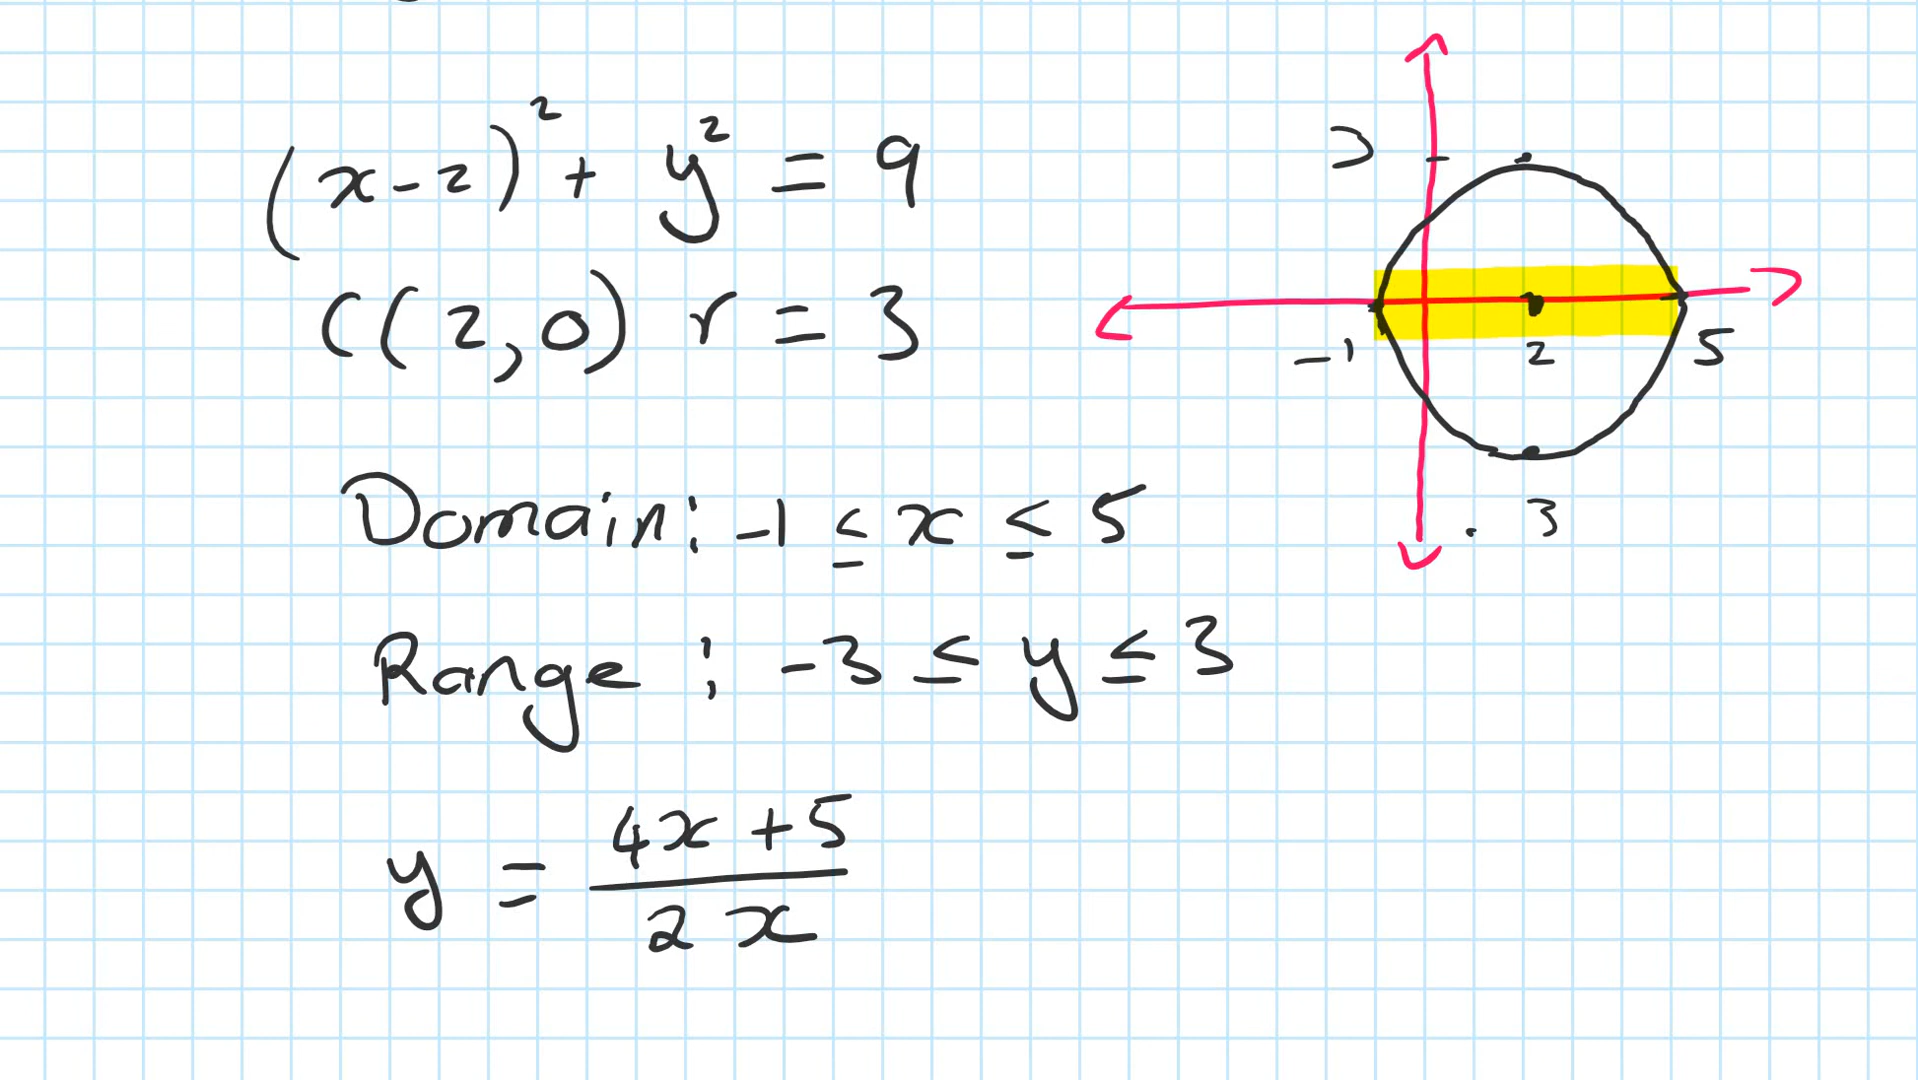 (x-2)² + y² = 9
C(2,0) r = 3
Domain: -1 ≤ x ≤ 5
Range : -3 ≤ y ≤ 3
y = (4x + 5)/(2x)
-1
2
5
3